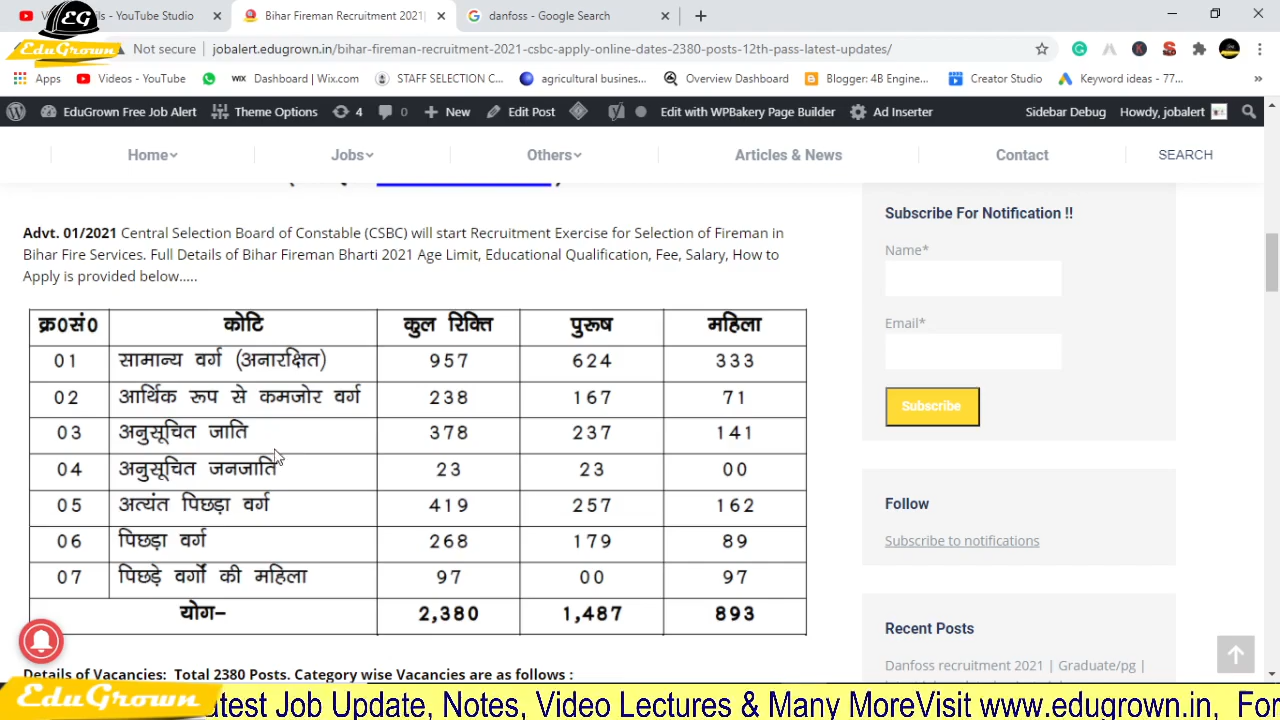 YouTube Studio
Bihar Fireman Recruitment 2021
danfoss - Google Search
EG
EduGrown
Not secure
jobalert.edugrown.in/bihar-fireman-recruitment-2021-csbc-apply-online-dates-2380-posts-12th-pass-latest-updates/
Apps
Videos - YouTube
WIX
Dashboard | Wix.com
STAFF SELECTION C...
agricultural busines...
Overview Dashboa...
Blogger: 4B Engine...
Creator Studio
Keyword ideas - 77...
EduGrown Free Job Alert
Theme Options
4
0
New
Edit Post
Edit with WPBakery Page Builder
Ad Inserter
Sidebar Debug
Howdy, jobalert
Home
Jobs
Others
Articles & News
Contact
SEARCH
Advt. 01/2021 Central Selection Board of Constable (CSBC) will start Recruitment Exercise for Selection of Fireman in
Bihar Fire Services. Full Details of Bihar Fireman Bharti 2021 Age Limit, Educational Qualification, Fee, Salary, How to
Apply is provided below.....
क्र0सं0 कोटि कुल रिक्ति पुरूष महिला
01 सामान्य वर्ग (अनारक्षित) 957 624 333
02 आर्थिक रूप से कमजोर वर्ग 238 167 71
03 अनुसूचित जाति 378 237 141
04 अनुसूचित जनजाति 23 23 00
05 अत्यंत पिछड़ा वर्ग 419 257 162
06 पिछड़ा वर्ग 268 179 89
07 पिछड़े वर्गों की महिला 97 00 97
योग- 2,380 1,487 893
Details of Vacancies: Total 2380 Posts. Category wise Vacancies are as follows :
Subscribe For Notification !!
Name*
Email*
Subscribe
Follow
Subscribe to notifications
Recent Posts
Danfoss recruitment 2021 | Graduate/pg |
EduGrown
atest Job Update, Notes, Video Lectures & Many MoreVisit www.edugrown.in, For